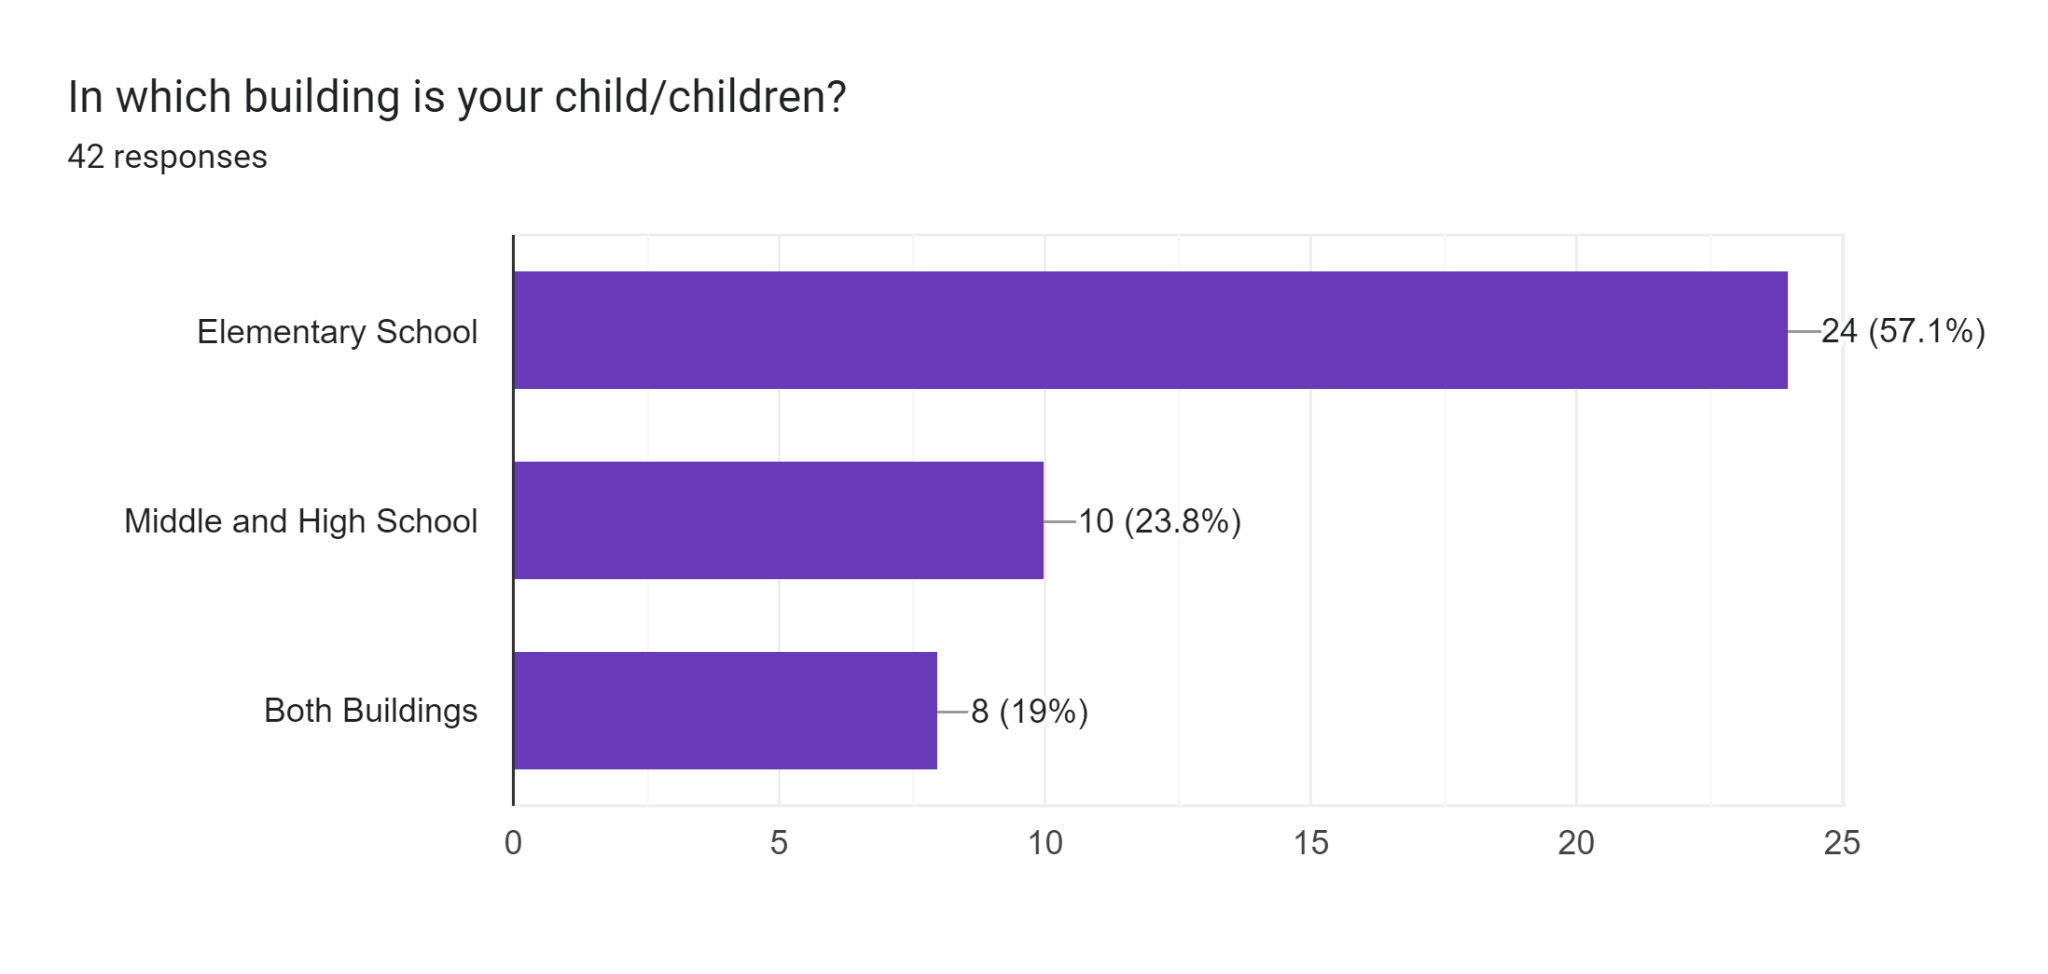 In which building is your child/children?
42 responses
Elementary School 24 (57.1%)
Middle and High School 10 (23.8%)
Both Buildings 8 (19%)
0 5 10 15 20 25